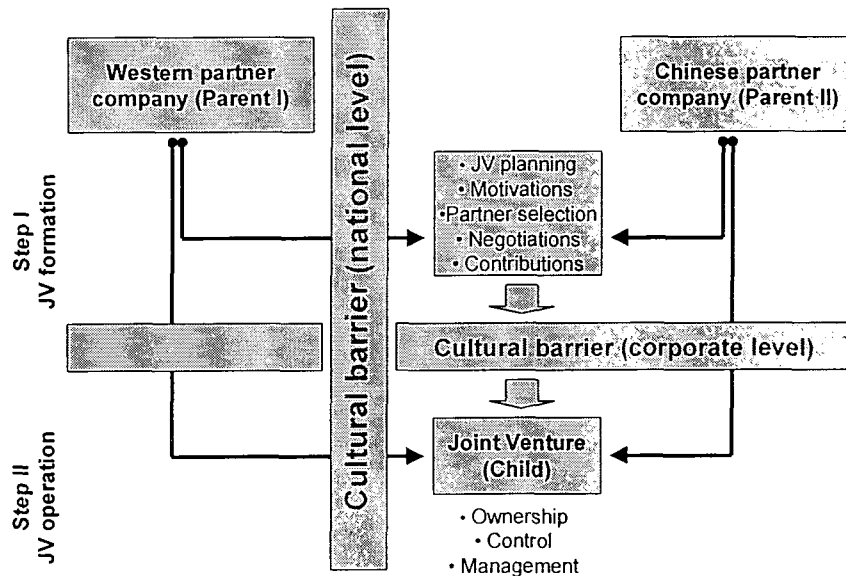 Western partner
company (Parent I)
Chinese partner
company (Parent II)
Cultural barrier (national level)
Step I
JV formation
• JV planning
• Motivations
•Partner selection
• Negotiations
• Contributions
Cultural barrier (corporate level)
Step II
JV operation
Joint Venture
(Child)
• Ownership
• Control
• Management